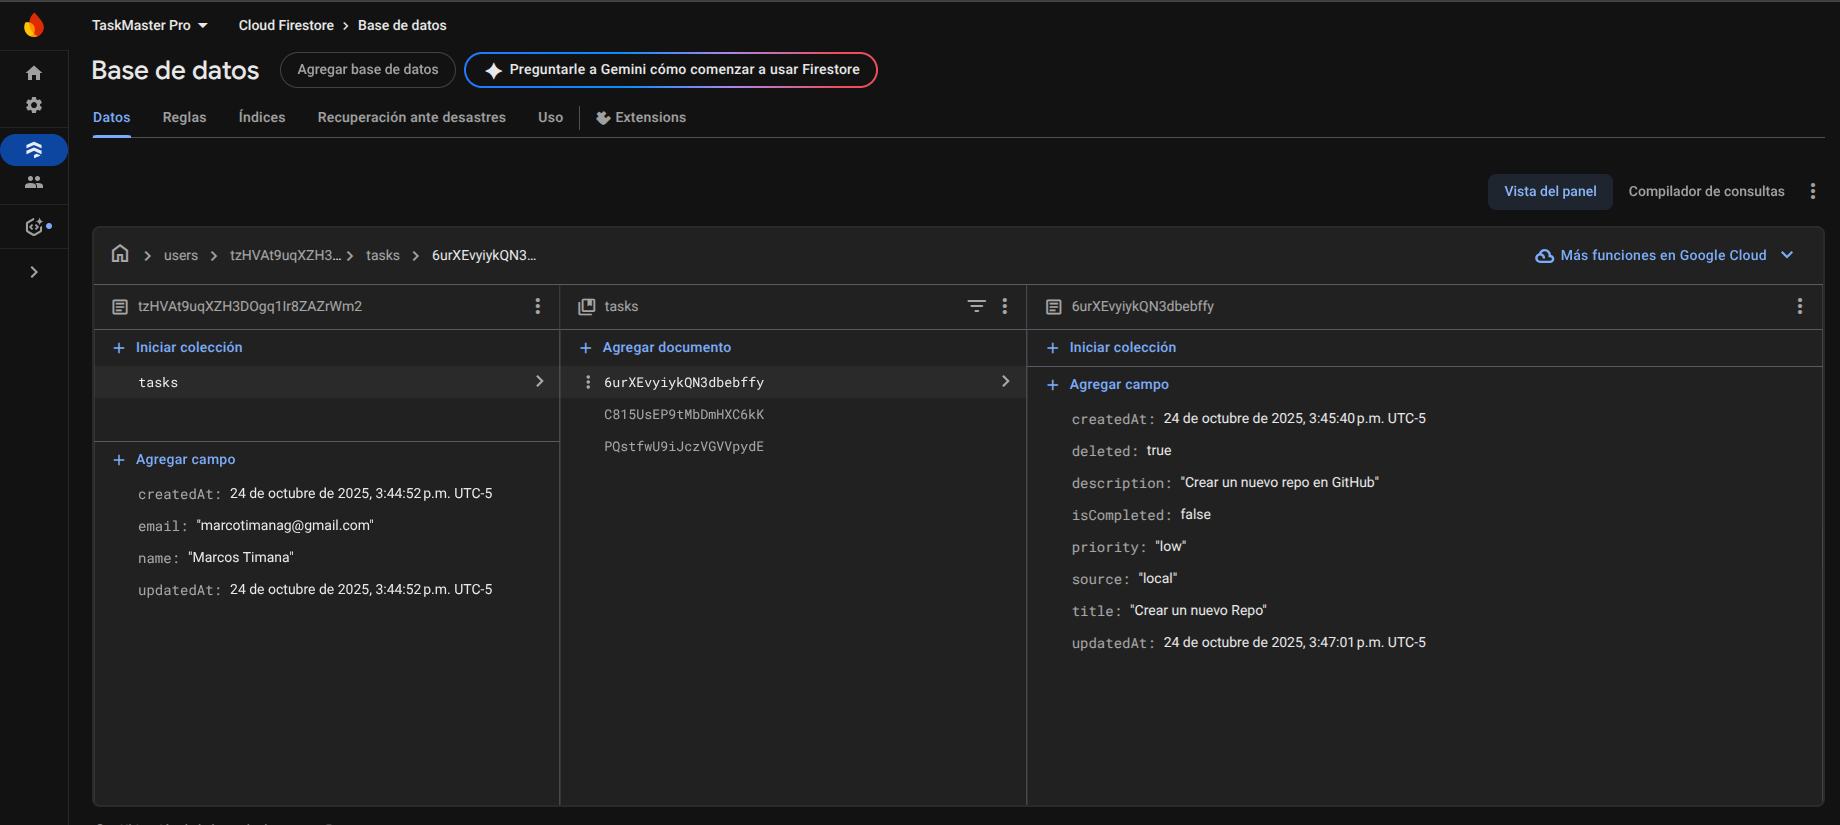 TaskMaster Pro
Cloud Firestore > Base de datos
Base de datos
Agregar base de datos
Preguntarle a Gemini cómo comenzar a usar Firestore
Datos
Reglas
Índices
Recuperación ante desastres
Uso
Extensions
Vista del panel
Compilador de consultas
users > tzHVAt9uqXZH3… > tasks > 6urXEvyiykQN3…
Más funciones en Google Cloud
tzHVAt9uqXZH3DOgq1Ir8ZAZrWm2
+ Iniciar colección
tasks
+ Agregar campo
createdAt: 24 de octubre de 2025, 3:44:52 p.m. UTC-5
email: "marcotimanag@gmail.com"
name: "Marcos Timana"
updatedAt: 24 de octubre de 2025, 3:44:52 p.m. UTC-5
tasks
+ Agregar documento
6urXEvyiykQN3dbebffy
C815UsEP9tMbDmHXC6kK
PQstfwU9iJczVGVVpydE
6urXEvyiykQN3dbebffy
+ Iniciar colección
+ Agregar campo
createdAt: 24 de octubre de 2025, 3:45:40 p.m. UTC-5
deleted: true
description: "Crear un nuevo repo en GitHub"
isCompleted: false
priority: "low"
source: "local"
title: "Crear un nuevo Repo"
updatedAt: 24 de octubre de 2025, 3:47:01 p.m. UTC-5